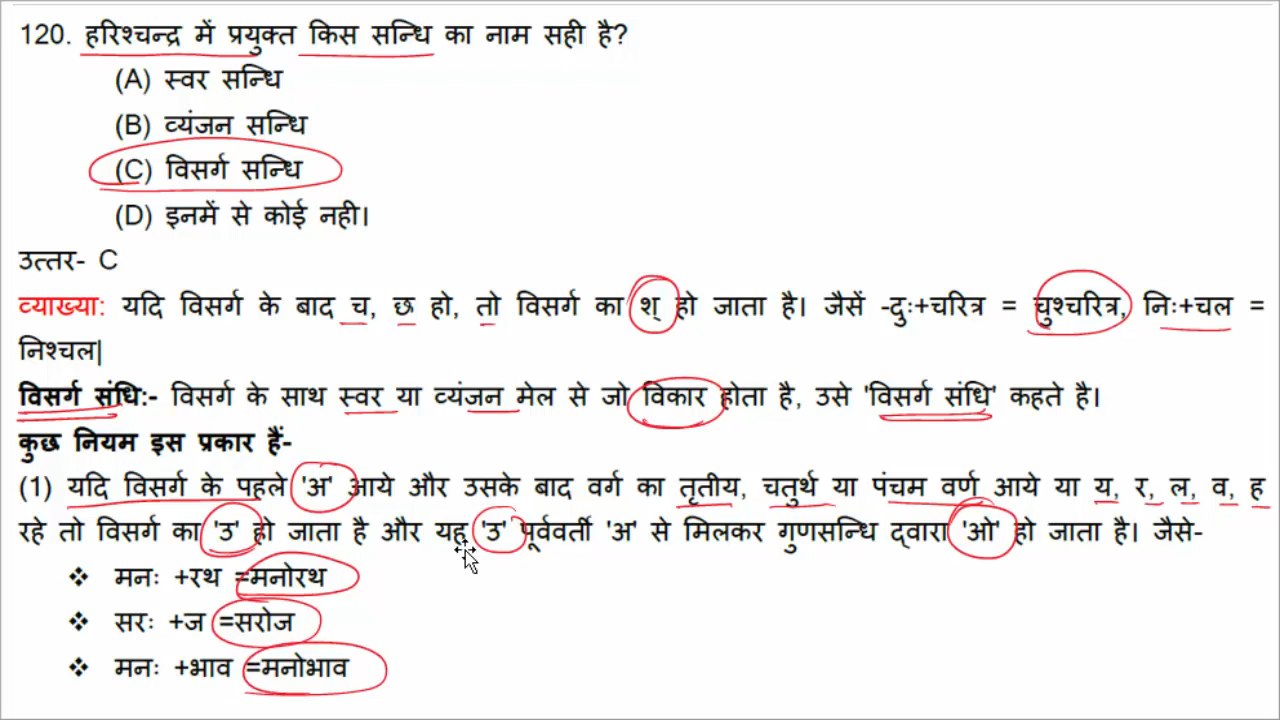 120. हरिश्चन्द्र में प्रयुक्त किस सन्धि का नाम सही है?
(A) स्वर सन्धि
(B) व्यंजन सन्धि
(C) विसर्ग सन्धि
(D) इनमें से कोई नही।
उत्तर- C
व्याख्या: यदि विसर्ग के बाद च, छ हो, तो विसर्ग का श् हो जाता है। जैसें -दुः+चरित्र = चुश्चरित्र, निः+चल =
निश्चल|
विसर्ग संधि:- विसर्ग के साथ स्वर या व्यंजन मेल से जो विकार होता है, उसे 'विसर्ग संधि' कहते है।
कुछ नियम इस प्रकार हैं-
(1) यदि विसर्ग के पहले 'अ' आये और उसके बाद वर्ग का तृतीय, चतुर्थ या पंचम वर्ण आये या य, र, ल, व, ह
रहे तो विसर्ग का 'उ' हो जाता है और यह 'उ' पूर्ववर्ती 'अ' से मिलकर गुणसन्धि द्वारा 'ओ' हो जाता है। जैसे-
❖ मनः +रथ =मनोरथ
❖ सरः +ज =सरोज
❖ मनः +भाव =मनोभाव